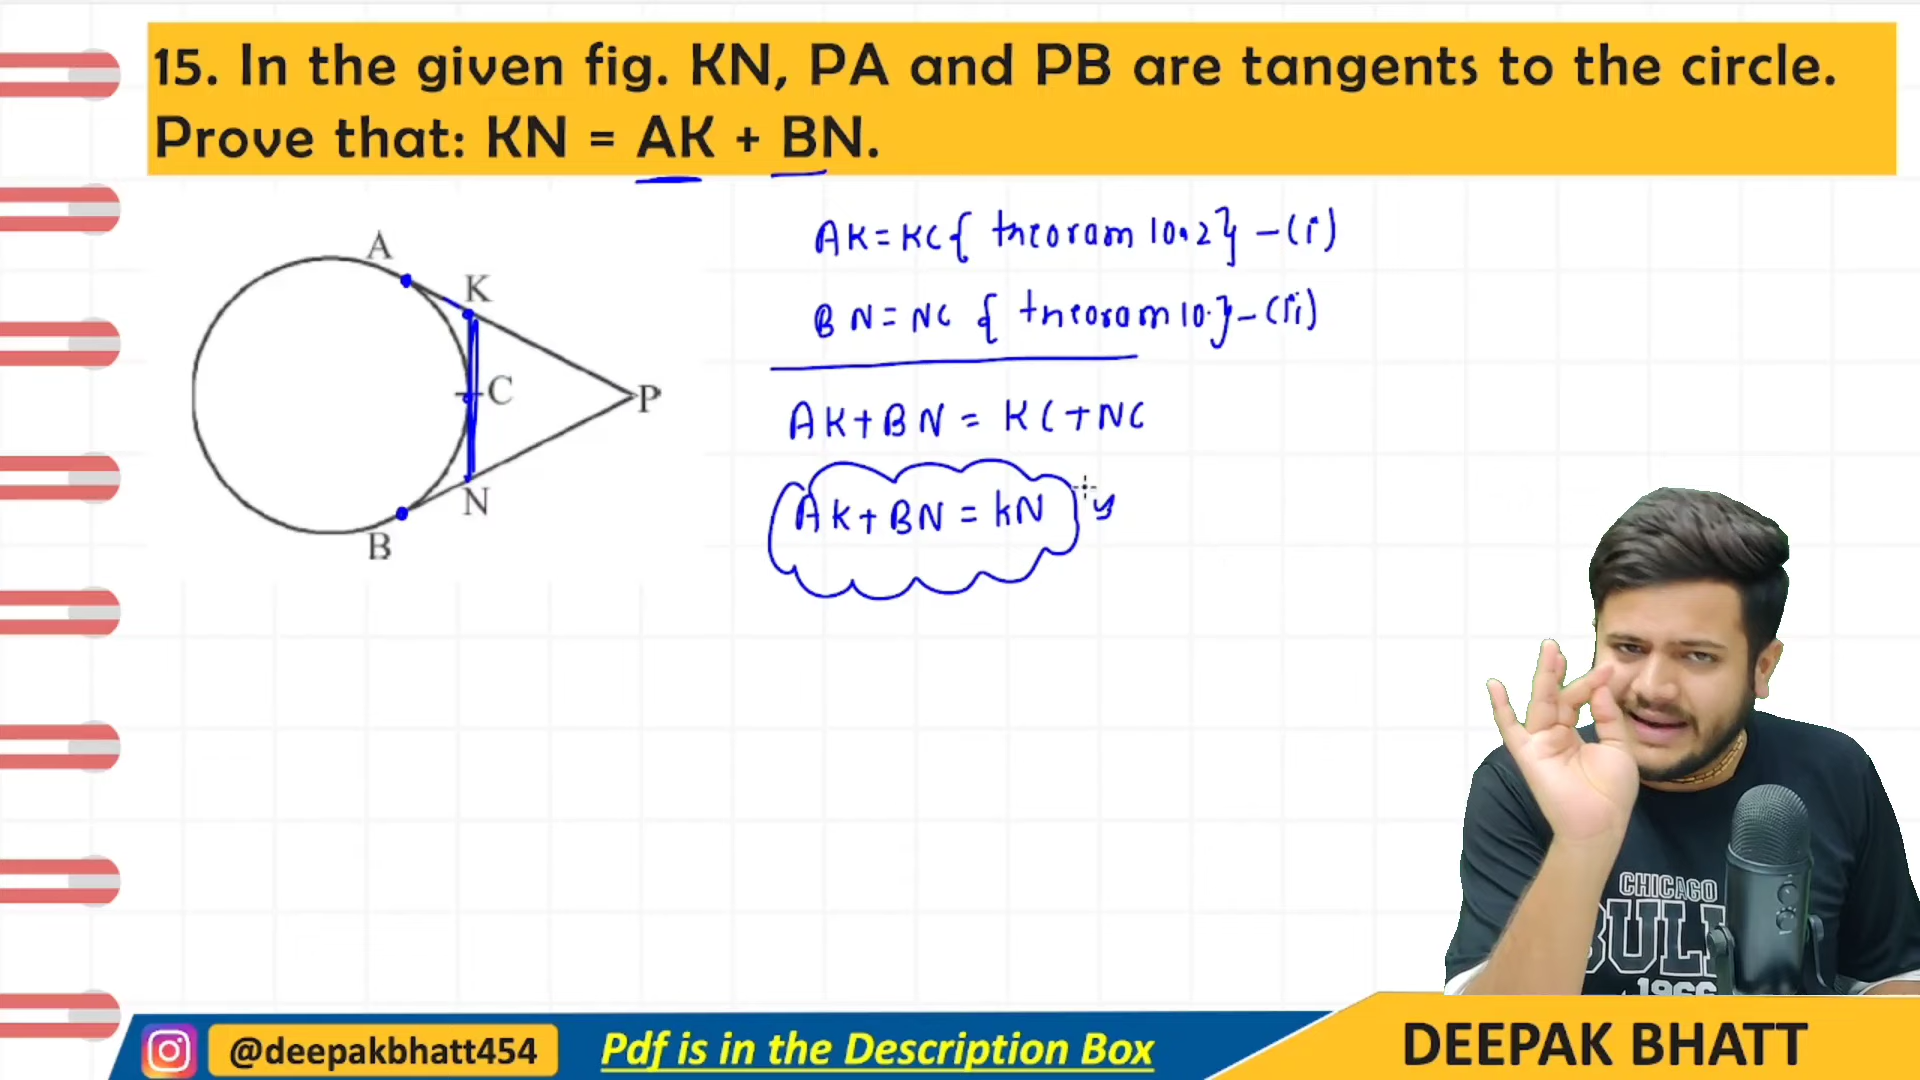 15. In the given fig. KN, PA and PB are tangents to the circle.
Prove that: KN = AK + BN.
A
K
C
P
N
B
AK = KC { theoram 10.2 } - (i)
BN = NC { theoram 10. } - (ii)
AK + BN = KC + NC
AK + BN = KN
CHICAGO
BULL
1966
@deepakbhatt454
Pdf is in the Description Box
DEEPAK BHATT